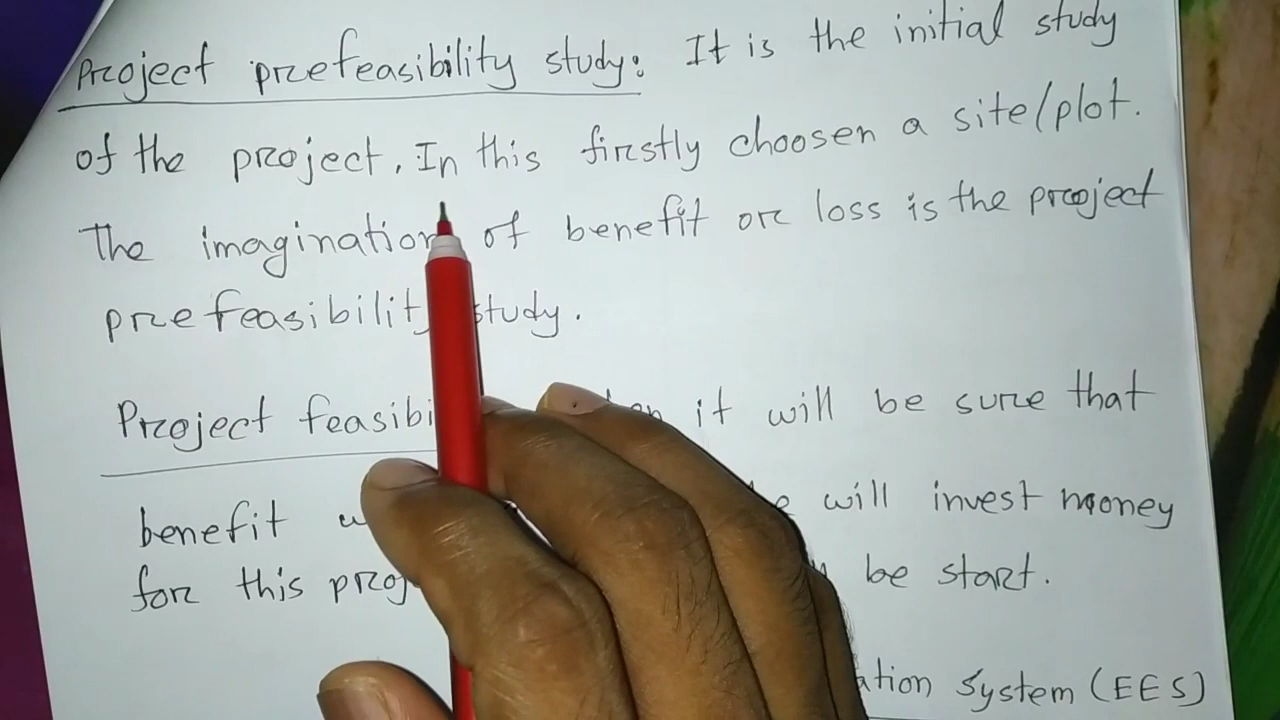 Project prefeasibility study: It is the initial study
of the project. In this firstly choosen a site/plot.
The imagination of benefit or loss is the project
prefeasibility study.
Project it will be sure that
benefit will invest money
for this be start.
System (EES)